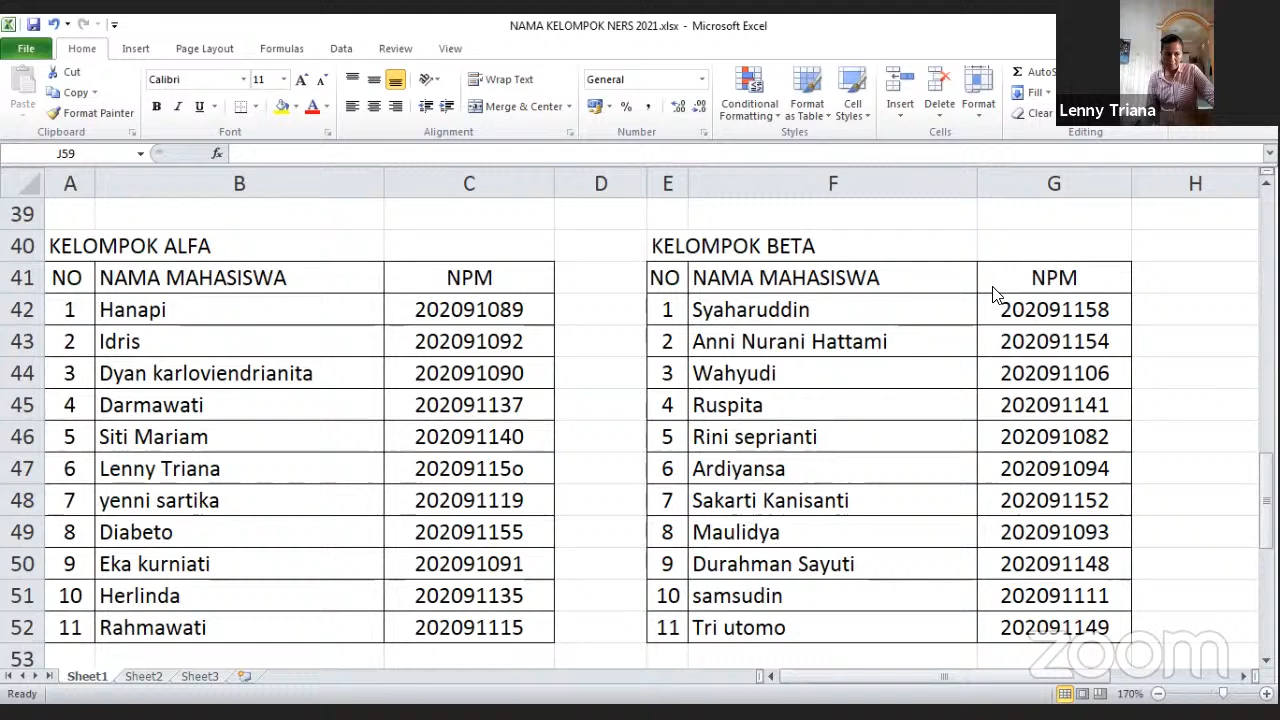 NAMA KELOMPOK NERS 2021.xlsx - Microsoft Excel
File Home Insert Page Layout Formulas Data Review View
Cut
Copy
Format Painter
Paste
Clipboard
Calibri 11
B I U
Font
Wrap Text
Merge & Center
Alignment
General
% ,
Number
Conditional Formatting
Format as Table
Cell Styles
Styles
Insert Delete Format
Cells
Σ AutoS
Fill
Clear
Editing
Lenny Triana
J59 fx
A B C D E F G H
39
40 KELOMPOK ALFA KELOMPOK BETA
41 NO NAMA MAHASISWA NPM NO NAMA MAHASISWA NPM
42 1 Hanapi 202091089 1 Syaharuddin 202091158
43 2 Idris 202091092 2 Anni Nurani Hattami 202091154
44 3 Dyan karloviendrianita 202091090 3 Wahyudi 202091106
45 4 Darmawati 202091137 4 Ruspita 202091141
46 5 Siti Mariam 202091140 5 Rini seprianti 202091082
47 6 Lenny Triana 20209115o 6 Ardiyansa 202091094
48 7 yenni sartika 202091119 7 Sakarti Kanisanti 202091152
49 8 Diabeto 202091155 8 Maulidya 202091093
50 9 Eka kurniati 202091091 9 Durahman Sayuti 202091148
51 10 Herlinda 202091135 10 samsudin 202091111
52 11 Rahmawati 202091115 11 Tri utomo 202091149
53
zoom
Sheet1 Sheet2 Sheet3
Ready 170%